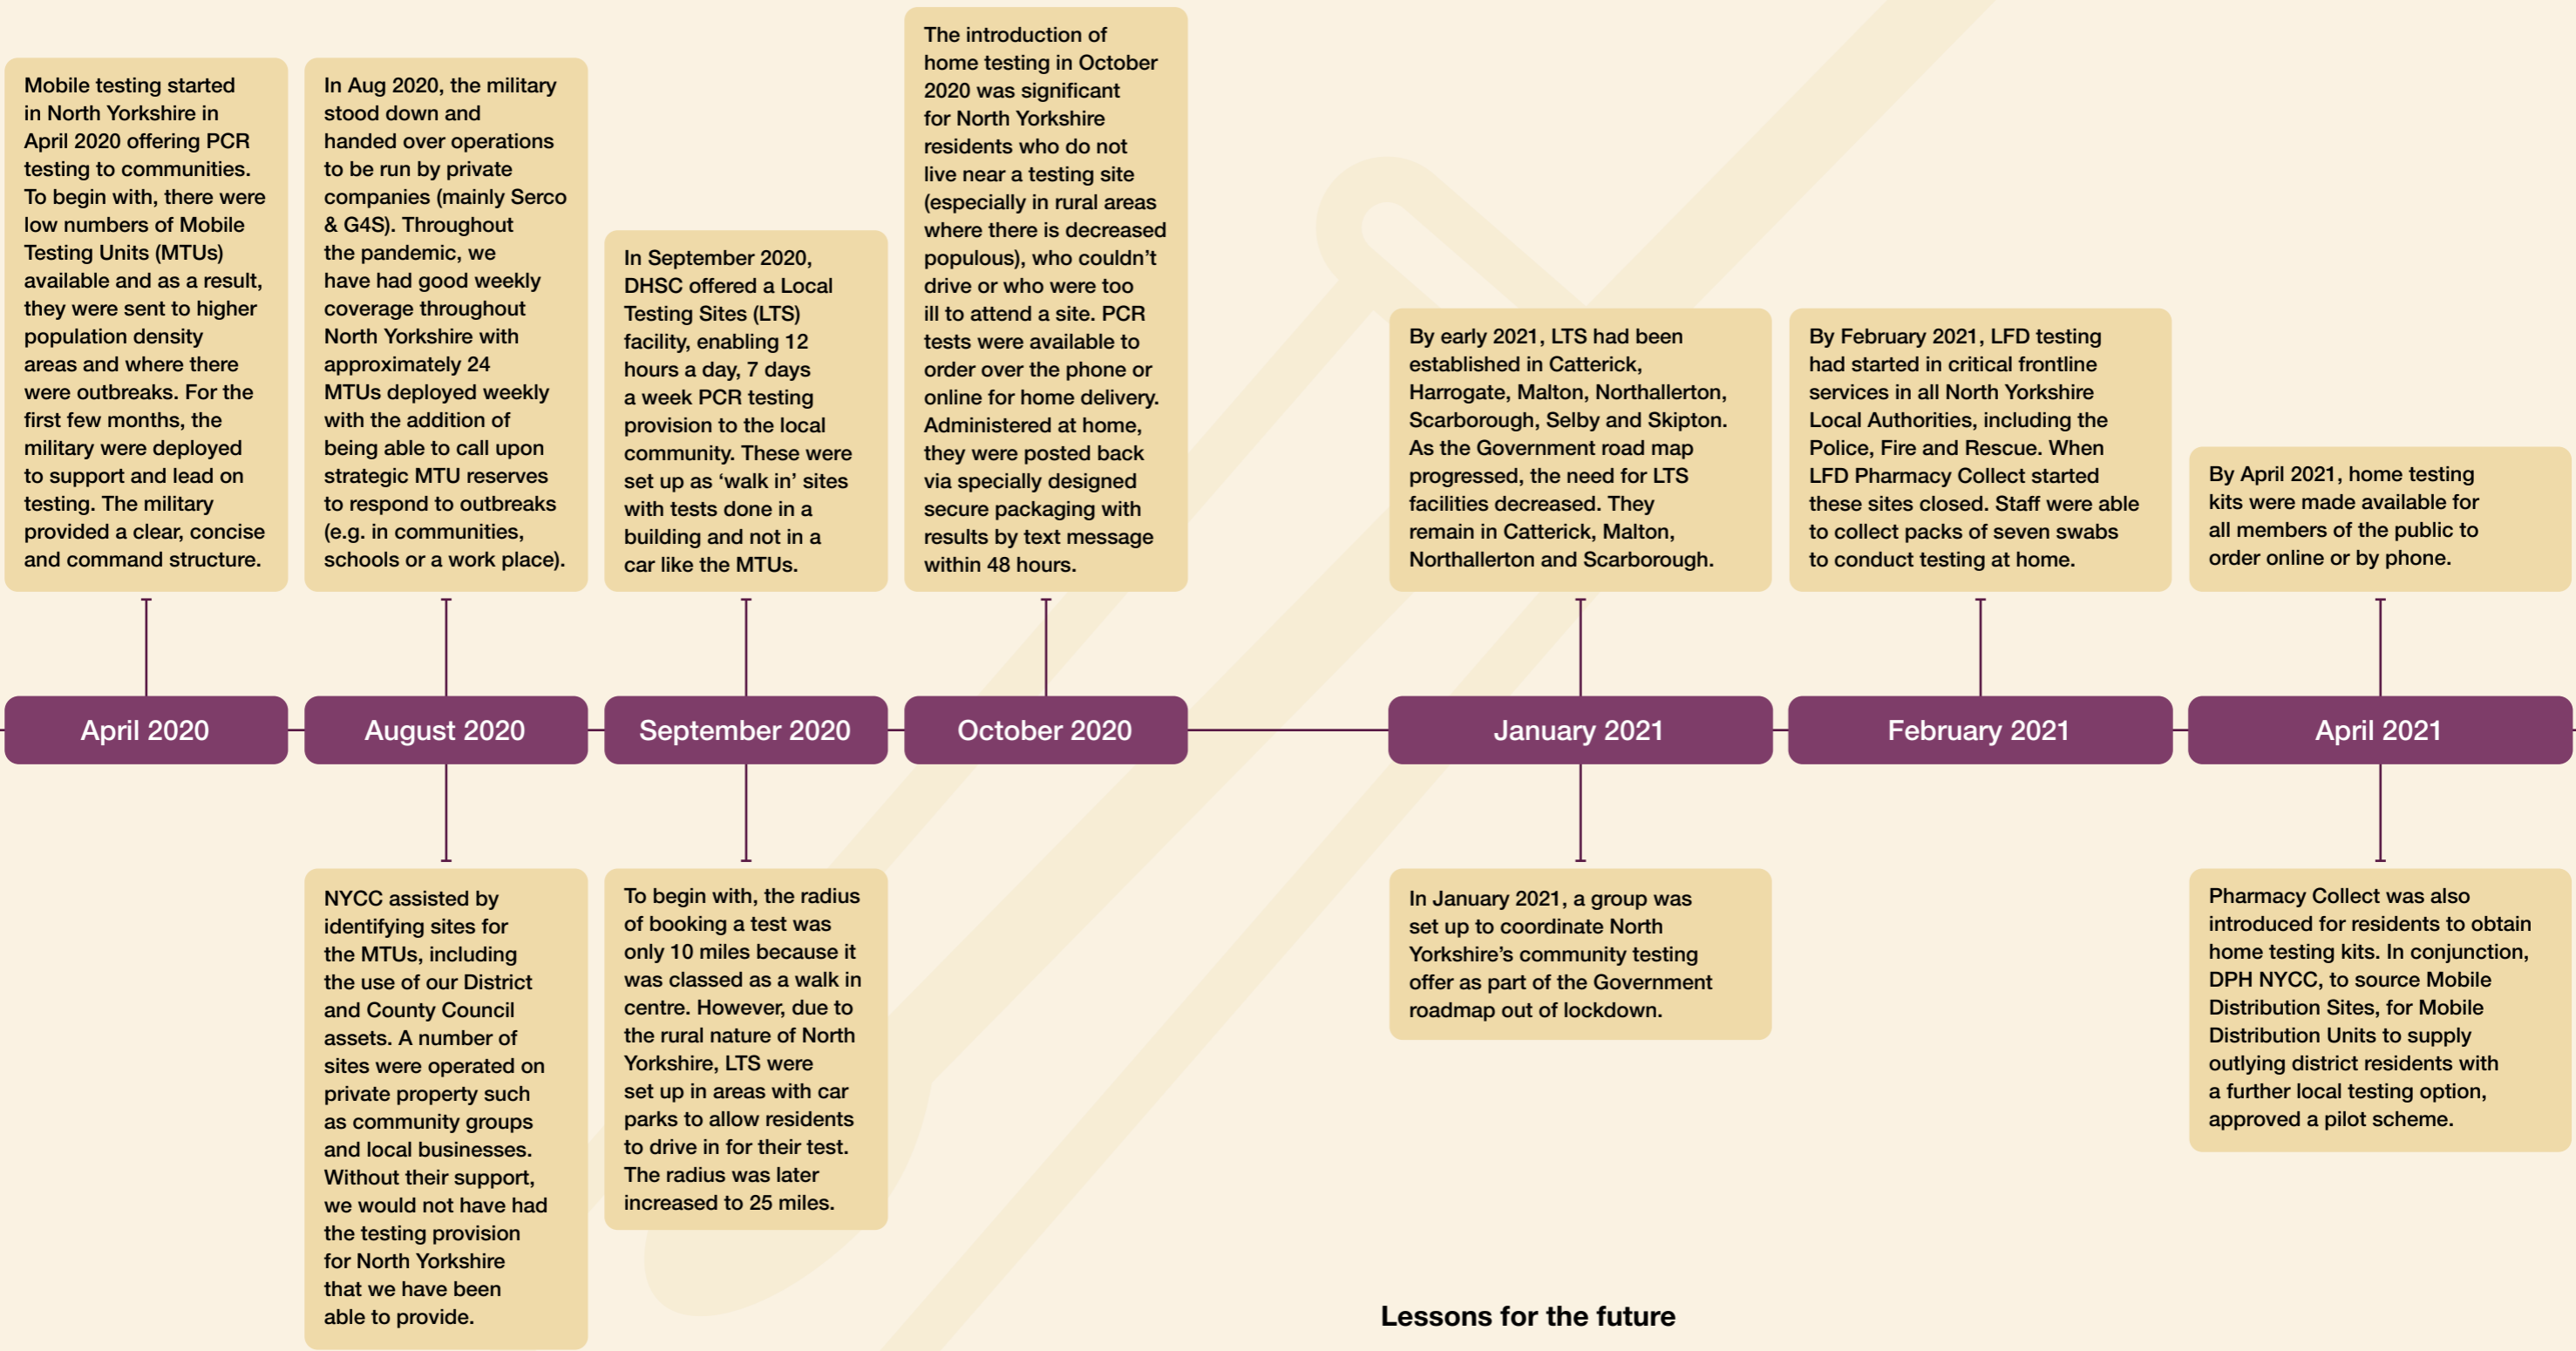 Mobile testing started
in North Yorkshire in
April 2020 offering PCR
testing to communities.
To begin with, there were
low numbers of Mobile
Testing Units (MTUs)
available and as a result,
they were sent to higher
population density
areas and where there
were outbreaks. For the
first few months, the
military were deployed
to support and lead on
testing. The military
provided a clear, concise
and command structure.
In Aug 2020, the military
stood down and
handed over operations
to be run by private
companies (mainly Serco
& G4S). Throughout
the pandemic, we
have had good weekly
coverage throughout
North Yorkshire with
approximately 24
MTUs deployed weekly
with the addition of
being able to call upon
strategic MTU reserves
to respond to outbreaks
(e.g. in communities,
schools or a work place).
In September 2020,
DHSC offered a Local
Testing Sites (LTS)
facility, enabling 12
hours a day, 7 days
a week PCR testing
provision to the local
community. These were
set up as ‘walk in’ sites
with tests done in a
building and not in a
car like the MTUs.
The introduction of
home testing in October
2020 was significant
for North Yorkshire
residents who do not
live near a testing site
(especially in rural areas
where there is decreased
populous), who couldn’t
drive or who were too
ill to attend a site. PCR
tests were available to
order over the phone or
online for home delivery.
Administered at home,
they were posted back
via specially designed
secure packaging with
results by text message
within 48 hours.
By early 2021, LTS had been
established in Catterick,
Harrogate, Malton, Northallerton,
Scarborough, Selby and Skipton.
As the Government road map
progressed, the need for LTS
facilities decreased. They
remain in Catterick, Malton,
Northallerton and Scarborough.
By February 2021, LFD testing
had started in critical frontline
services in all North Yorkshire
Local Authorities, including the
Police, Fire and Rescue. When
LFD Pharmacy Collect started
these sites closed. Staff were able
to collect packs of seven swabs
to conduct testing at home.
By April 2021, home testing
kits were made available for
all members of the public to
order online or by phone.
April 2020
August 2020
September 2020
October 2020
January 2021
February 2021
April 2021
NYCC assisted by
identifying sites for
the MTUs, including
the use of our District
and County Council
assets. A number of
sites were operated on
private property such
as community groups
and local businesses.
Without their support,
we would not have had
the testing provision
for North Yorkshire
that we have been
able to provide.
To begin with, the radius
of booking a test was
only 10 miles because it
was classed as a walk in
centre. However, due to
the rural nature of North
Yorkshire, LTS were
set up in areas with car
parks to allow residents
to drive in for their test.
The radius was later
increased to 25 miles.
In January 2021, a group was
set up to coordinate North
Yorkshire’s community testing
offer as part of the Government
roadmap out of lockdown.
Pharmacy Collect was also
introduced for residents to obtain
home testing kits. In conjunction,
DPH NYCC, to source Mobile
Distribution Sites, for Mobile
Distribution Units to supply
outlying district residents with
a further local testing option,
approved a pilot scheme.
Lessons for the future